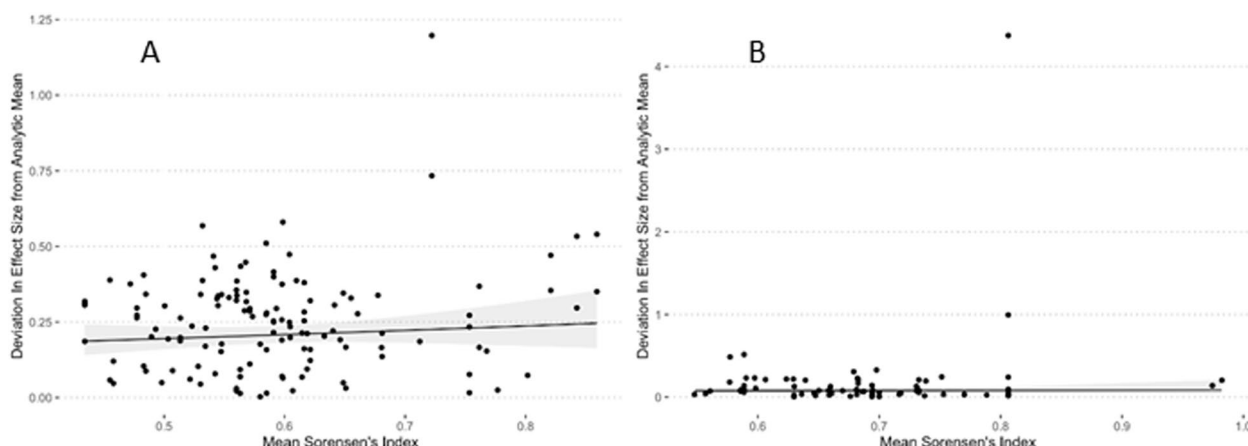 A
Deviation In Effect Size from Analytic Mean
1.25
1.00
0.75
0.50
0.25
0.00
0.5 0.6 0.7 0.8
Mean Sorensen's Index
B
Deviation In Effect Size from Analytic Mean
4
3
2
1
0
0.6 0.7 0.8 0.9 1.0
Mean Sorensen's Index